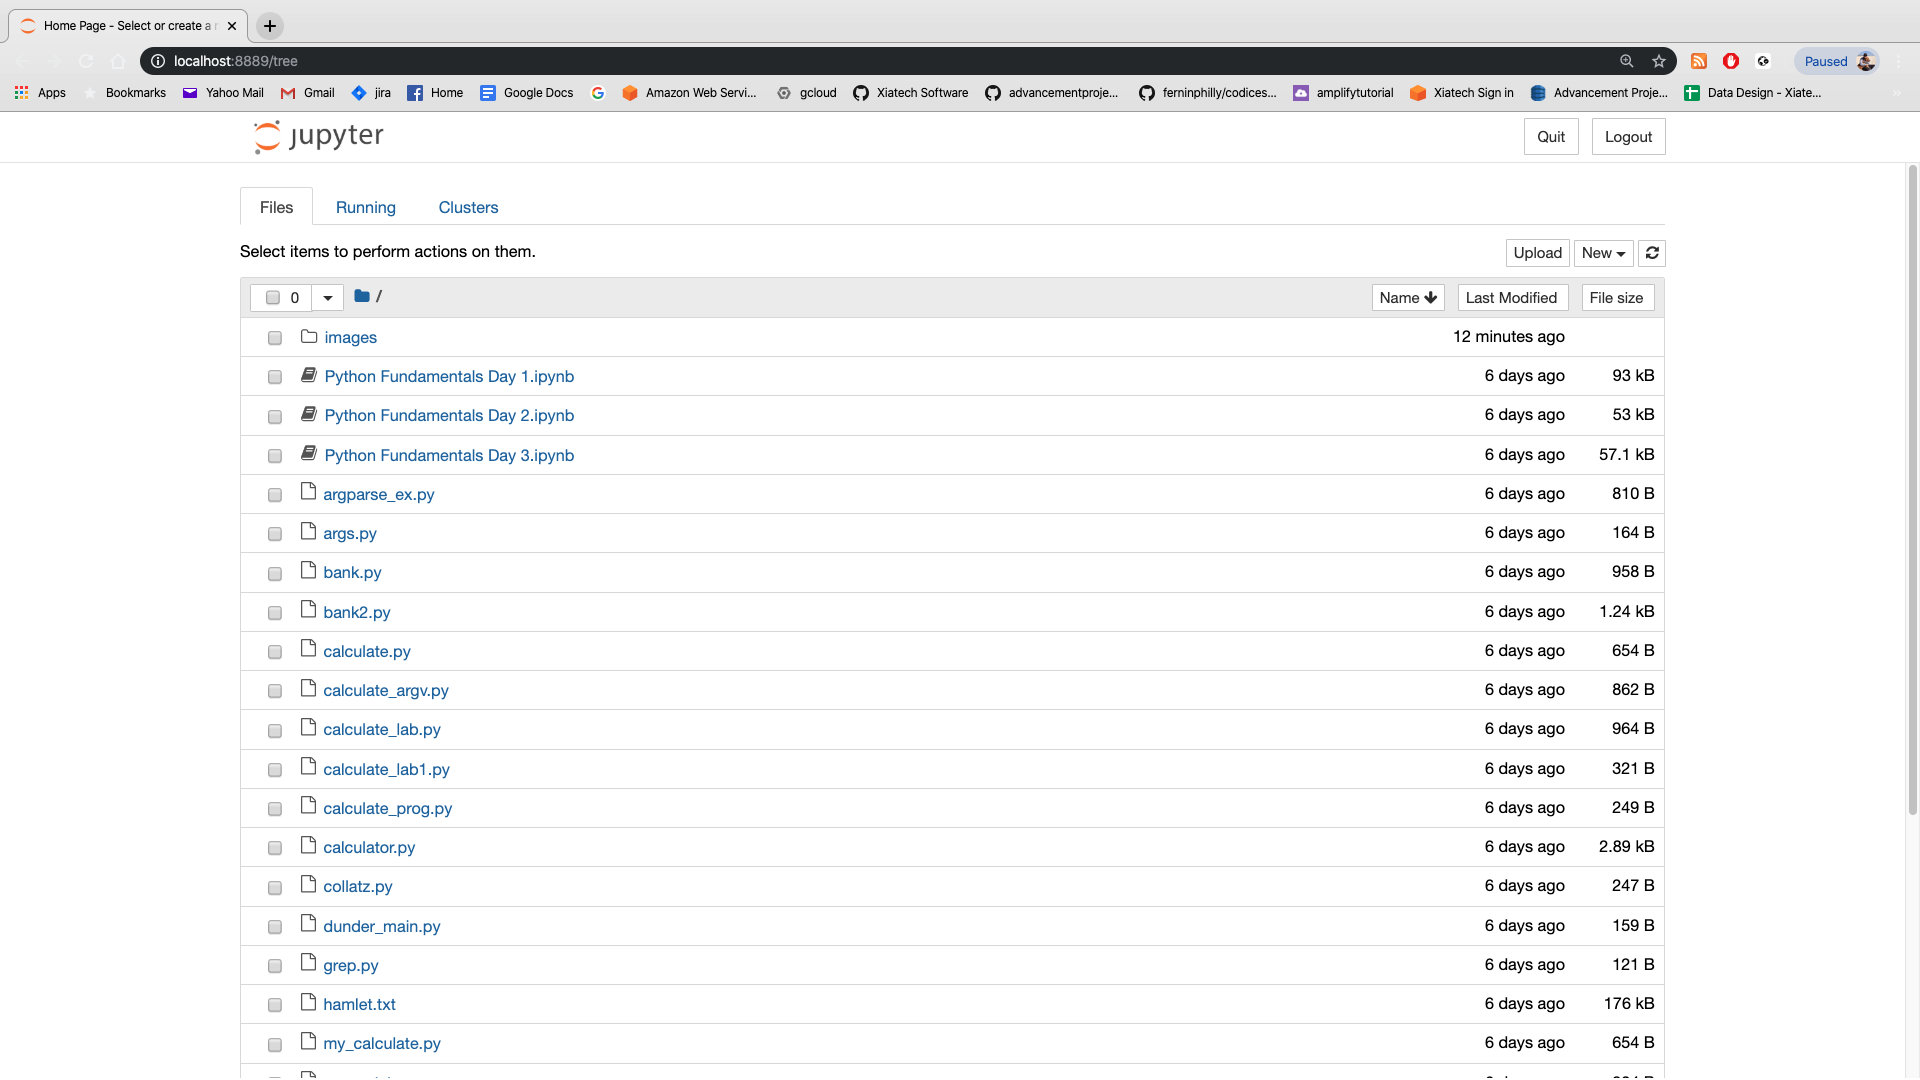 Home Page - Select or create a
localhost:8889/tree
Paused
Apps Bookmarks Yahoo Mail Gmail jira Home Google Docs Amazon Web Servi... gcloud Xiatech Software advancementproje... ferninphilly/codices... amplifytutorial Xiatech Sign in Advancement Proje... Data Design - Xiate...
jupyter
Quit Logout
Files Running Clusters
Select items to perform actions on them.
Upload New
0 / Name Last Modified File size
images 12 minutes ago
Python Fundamentals Day 1.ipynb 6 days ago 93 kB
Python Fundamentals Day 2.ipynb 6 days ago 53 kB
Python Fundamentals Day 3.ipynb 6 days ago 57.1 kB
argparse_ex.py 6 days ago 810 B
args.py 6 days ago 164 B
bank.py 6 days ago 958 B
bank2.py 6 days ago 1.24 kB
calculate.py 6 days ago 654 B
calculate_argv.py 6 days ago 862 B
calculate_lab.py 6 days ago 964 B
calculate_lab1.py 6 days ago 321 B
calculate_prog.py 6 days ago 249 B
calculator.py 6 days ago 2.89 kB
collatz.py 6 days ago 247 B
dunder_main.py 6 days ago 159 B
grep.py 6 days ago 121 B
hamlet.txt 6 days ago 176 kB
my_calculate.py 6 days ago 654 B